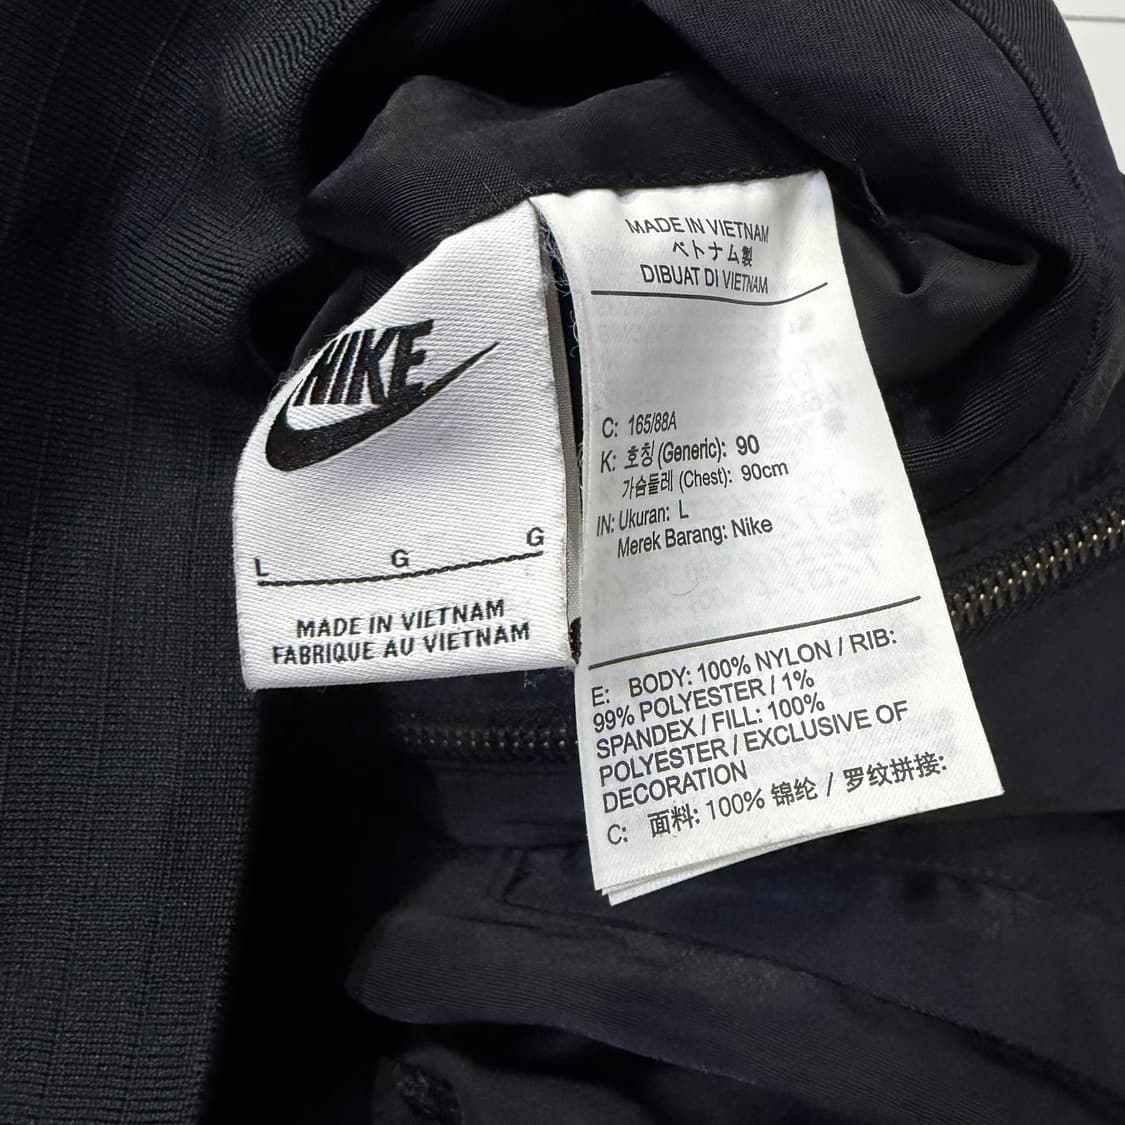 NIKE
L G G
MADE IN VIETNAM
FABRIQUE AU VIETNAM
MADE IN VIETNAM
ベトナム製
DIBUAT DI VIETNAM
C: 165/88A
K: 호칭 (Generic): 90
가슴둘레 (Chest): 90cm
IN: Ukuran: L
Merek Barang: Nike
E: BODY: 100% NYLON / RIB:
99% POLYESTER / 1%
SPANDEX / FILL: 100%
POLYESTER / EXCLUSIVE OF
DECORATION
C: 面料: 100% 锦纶 / 罗纹拼接: